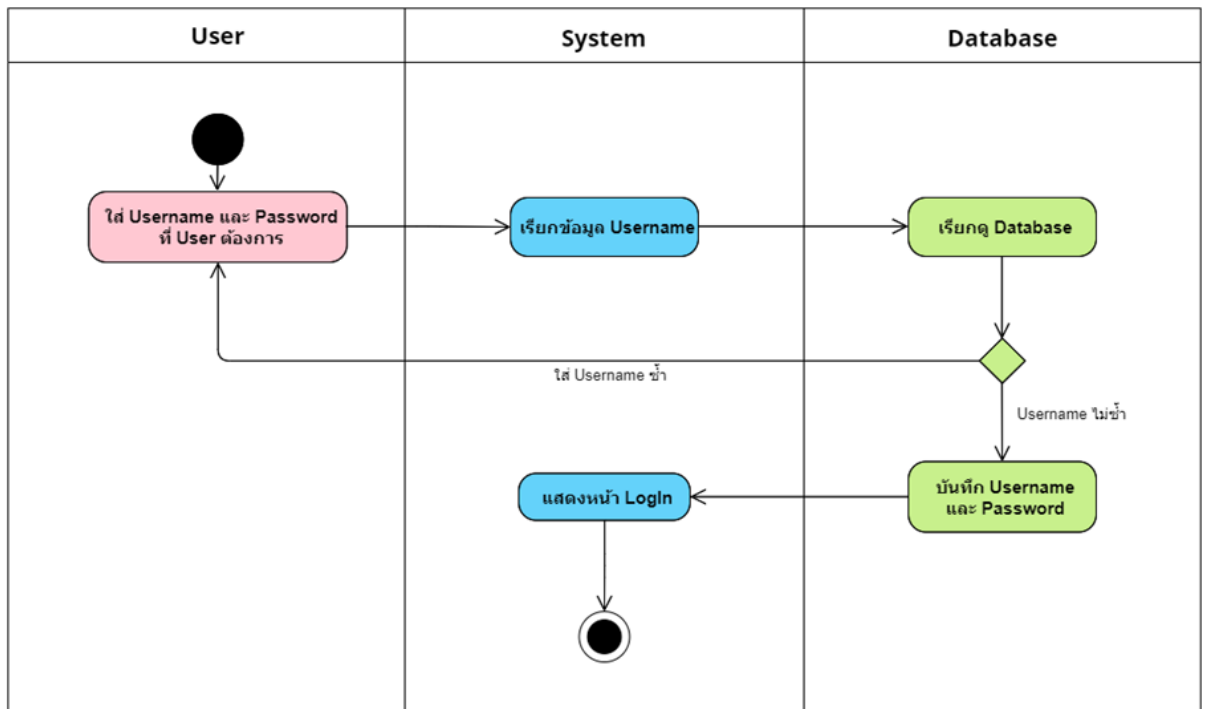 User
System
Database
ใส่ Username และ Password
ที่ User ต้องการ
เรียกข้อมูล Username
เรียกดู Database
ใส่ Username ซ้ำ
Username ไม่ซ้ำ
แสดงหน้า LogIn
บันทึก Username
และ Password